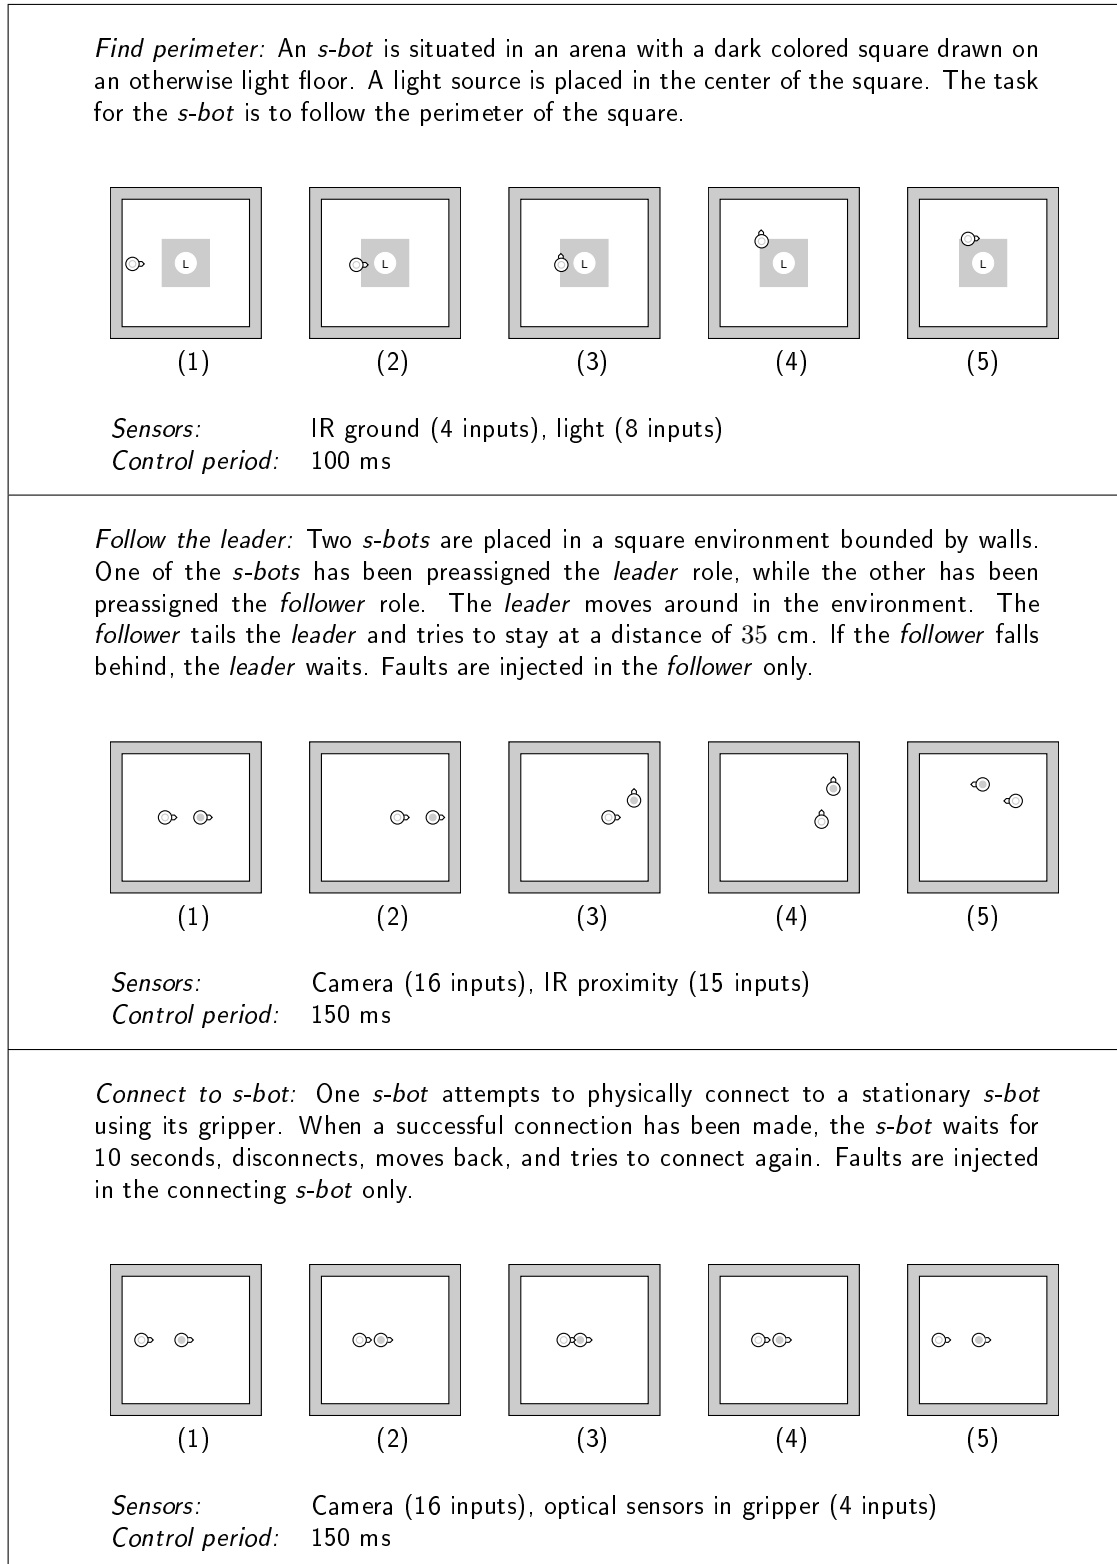 Find perimeter: An s-bot is situated in an arena with a dark colored square drawn on
an otherwise light floor. A light source is placed in the center of the square. The task
for the s-bot is to follow the perimeter of the square.
L L L L L
(1) (2) (3) (4) (5)
Sensors: IR ground (4 inputs), light (8 inputs)
Control period: 100 ms
Follow the leader: Two s-bots are placed in a square environment bounded by walls.
One of the s-bots has been preassigned the leader role, while the other has been
preassigned the follower role. The leader moves around in the environment. The
follower tails the leader and tries to stay at a distance of 35 cm. If the follower falls
behind, the leader waits. Faults are injected in the follower only.
(1) (2) (3) (4) (5)
Sensors: Camera (16 inputs), IR proximity (15 inputs)
Control period: 150 ms
Connect to s-bot: One s-bot attempts to physically connect to a stationary s-bot
using its gripper. When a successful connection has been made, the s-bot waits for
10 seconds, disconnects, moves back, and tries to connect again. Faults are injected
in the connecting s-bot only.
(1) (2) (3) (4) (5)
Sensors: Camera (16 inputs), optical sensors in gripper (4 inputs)
Control period: 150 ms